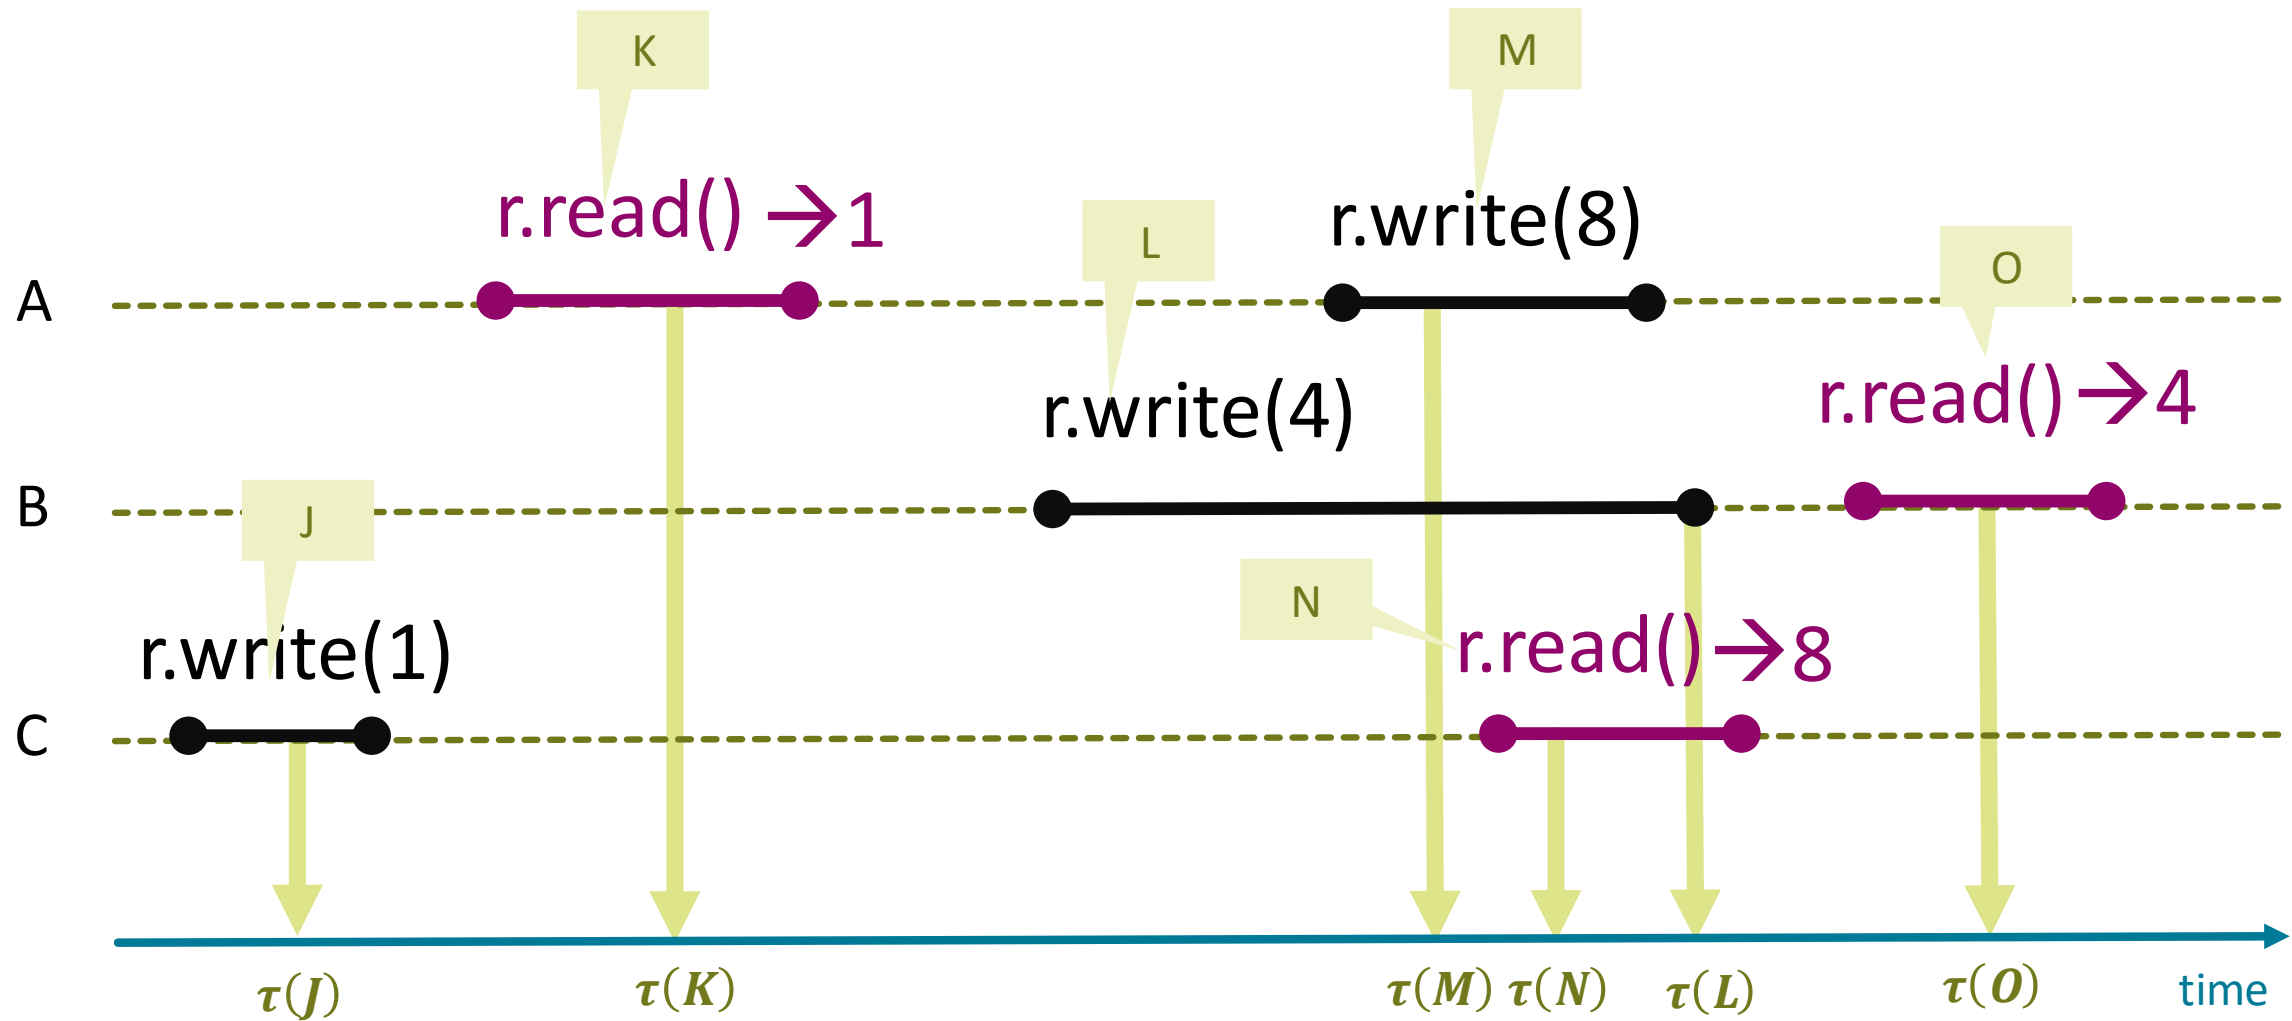 K
M
r.read() →1
r.write(8)
L
O
A
r.write(4)
r.read() →4
B
J
N
r.write(1)
r.read() →8
C
τ(J) τ(K) τ(M) τ(N) τ(L) τ(O) time